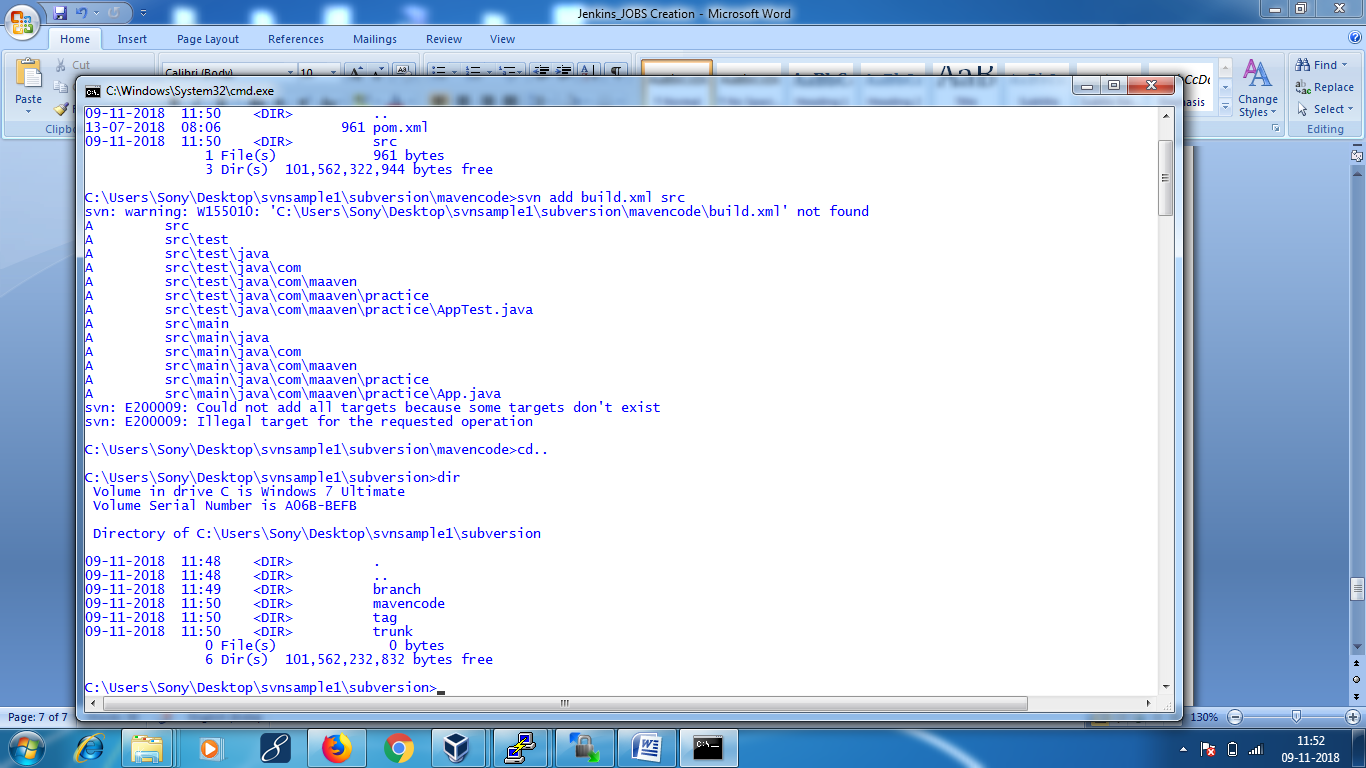 Jenkins_JOBS Creation - Microsoft Word
Home Insert Page Layout References Mailings Review View
Cut
Calibri (Body) 10
Paste
Clipb
Change Styles
Find
Replace
Select
Editing
C:\Windows\System32\cmd.exe
09-11-2018  11:50    <DIR>          ..
13-07-2018  08:06               961 pom.xml
09-11-2018  11:50    <DIR>          src
               1 File(s)            961 bytes
               3 Dir(s)  101,562,322,944 bytes free
C:\Users\Sony\Desktop\svnsample1\subversion\mavencode>svn add build.xml src
svn: warning: W155010: 'C:\Users\Sony\Desktop\svnsample1\subversion\mavencode\build.xml' not found
A         src
A         src\test
A         src\test\java
A         src\test\java\com
A         src\test\java\com\maaven
A         src\test\java\com\maaven\practice
A         src\test\java\com\maaven\practice\AppTest.java
A         src\main
A         src\main\java
A         src\main\java\com
A         src\main\java\com\maaven
A         src\main\java\com\maaven\practice
A         src\main\java\com\maaven\practice\App.java
svn: E200009: Could not add all targets because some targets don't exist
svn: E200009: Illegal target for the requested operation
C:\Users\Sony\Desktop\svnsample1\subversion\mavencode>cd..
C:\Users\Sony\Desktop\svnsample1\subversion>dir
 Volume in drive C is Windows 7 Ultimate
 Volume Serial Number is A06B-BEFB
 Directory of C:\Users\Sony\Desktop\svnsample1\subversion
09-11-2018  11:48    <DIR>          .
09-11-2018  11:48    <DIR>          ..
09-11-2018  11:49    <DIR>          branch
09-11-2018  11:50    <DIR>          mavencode
09-11-2018  11:50    <DIR>          tag
09-11-2018  11:50    <DIR>          trunk
               0 File(s)              0 bytes
               6 Dir(s)  101,562,232,832 bytes free
C:\Users\Sony\Desktop\svnsample1\subversion>
Page: 7 of 7
130%
11:52
09-11-2018